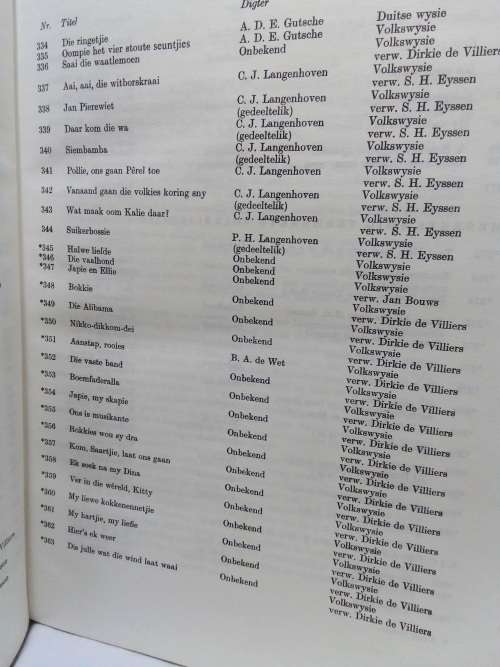 Nr. Titel Digter
334 Die ringetjie A. D. E. Gutsche Duitse wysie
335 Oompie het vier stoute seuntjies A. D. E. Gutsche Volkswysie
336 Saai die waatlemoen Onbekend Volkswysie
verw. Dirkie de Villiers
337 Aai, aai, die witborskraai C. J. Langenhoven Volkswysie
verw. S. H. Eyssen
338 Jan Pierewiet C. J. Langenhoven Volkswysie
(gedeeltelik) verw. S. H. Eyssen
339 Daar kom die wa C. J. Langenhoven Volkswysie
(gedeeltelik) verw. S. H. Eyssen
340 Siembamba C. J. Langenhoven Volkswysie
(gedeeltelik) verw. S. H. Eyssen
341 Pollie, ons gaan Pêrel toe C. J. Langenhoven Volkswysie
verw. S. H. Eyssen
342 Vanaand gaan die volkies koring sny C. J. Langenhoven Volkswysie
(gedeeltelik) verw. S. H. Eyssen
343 Wat maak oom Kalie daar? C. J. Langenhoven Volkswysie
verw. S. H. Eyssen
344 Suikerbossie P. H. Langenhoven Volkswysie
(gedeeltelik) verw. S. H. Eyssen
*345 Halwe liefde Onbekend Volkswysie
*346 Die vaalhond Onbekend Volkswysie
*347 Japie en Ellie Onbekend Volkswysie
*348 Bokkie Onbekend verw. Jan Bouws
*349 Die Alibama Onbekend Volkswysie
verw. Dirkie de Villiers
*350 Nikko-dikkom-dei Onbekend Volkswysie
verw. Dirkie de Villiers
*351 Aanstap, rooies B. A. de Wet Volkswysie
verw. Dirkie de Villiers
*352 Die vaste band Onbekend Volkswysie
verw. Dirkie de Villiers
*353 Boemfaderalla Onbekend Volkswysie
verw. Dirkie de Villiers
*354 Japie, my skapie Onbekend Volkswysie
verw. Dirkie de Villiers
*355 Ons is musikante Onbekend Volkswysie
verw. Dirkie de Villiers
*356 Rokkies won sy dra Onbekend Volkswysie
verw. Dirkie de Villiers
*357 Kom, Saartjie, laat ons gaan Onbekend Volkswysie
verw. Dirkie de Villiers
*358 Ek soek na my Dina Onbekend Volkswysie
verw. Dirkie de Villiers
*359 Ver in die wêreld, Kitty Onbekend Volkswysie
verw. Dirkie de Villiers
*360 My liewe kokkenennetjie Onbekend Volkswysie
verw. Dirkie de Villiers
*361 My hartjie, my liefie Onbekend Volkswysie
verw. Dirkie de Villiers
*362 Hier's ek weer Onbekend Volkswysie
verw. Dirkie de Villiers
*363 Dis julle wat die wind laat waai Onbekend Volkswysie
verw. Dirkie de Villiers